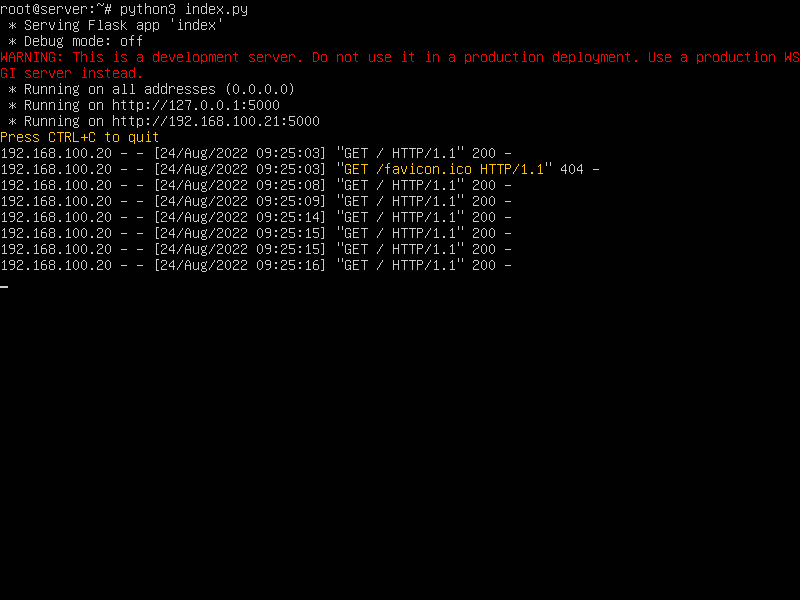 root@server:~# python3 index.py
 * Serving Flask app 'index'
 * Debug mode: off
WARNING: This is a development server. Do not use it in a production deployment. Use a production WS
GI server instead.
 * Running on all addresses (0.0.0.0)
 * Running on http://127.0.0.1:5000
 * Running on http://192.168.100.21:5000
Press CTRL+C to quit
192.168.100.20 - - [24/Aug/2022 09:25:03] "GET / HTTP/1.1" 200 -
192.168.100.20 - - [24/Aug/2022 09:25:03] "GET /favicon.ico HTTP/1.1" 404 -
192.168.100.20 - - [24/Aug/2022 09:25:08] "GET / HTTP/1.1" 200 -
192.168.100.20 - - [24/Aug/2022 09:25:09] "GET / HTTP/1.1" 200 -
192.168.100.20 - - [24/Aug/2022 09:25:14] "GET / HTTP/1.1" 200 -
192.168.100.20 - - [24/Aug/2022 09:25:15] "GET / HTTP/1.1" 200 -
192.168.100.20 - - [24/Aug/2022 09:25:15] "GET / HTTP/1.1" 200 -
192.168.100.20 - - [24/Aug/2022 09:25:16] "GET / HTTP/1.1" 200 -